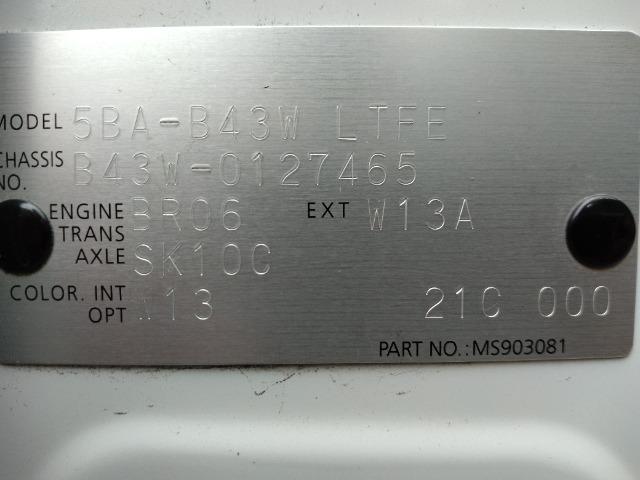 MODEL 5BA-B43W LTFE
CHASSIS NO. B43W-0127465
ENGINE BR06 EXT W13A
TRANS AXLE SK10C
COLOR. INT
OPT 13 21C 000
PART NO.: MS903081